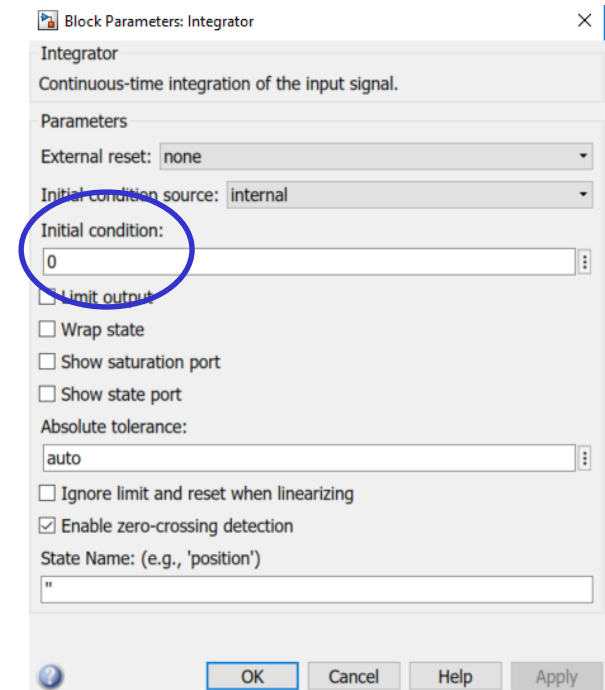 Block Parameters: Integrator
Integrator
Continuous-time integration of the input signal.
Parameters
External reset: none
Initial condition source: internal
Initial condition:
0
Limit output
Wrap state
Show saturation port
Show state port
Absolute tolerance:
auto
Ignore limit and reset when linearizing
Enable zero-crossing detection
State Name: (e.g., 'position')
''
OK Cancel Help Apply